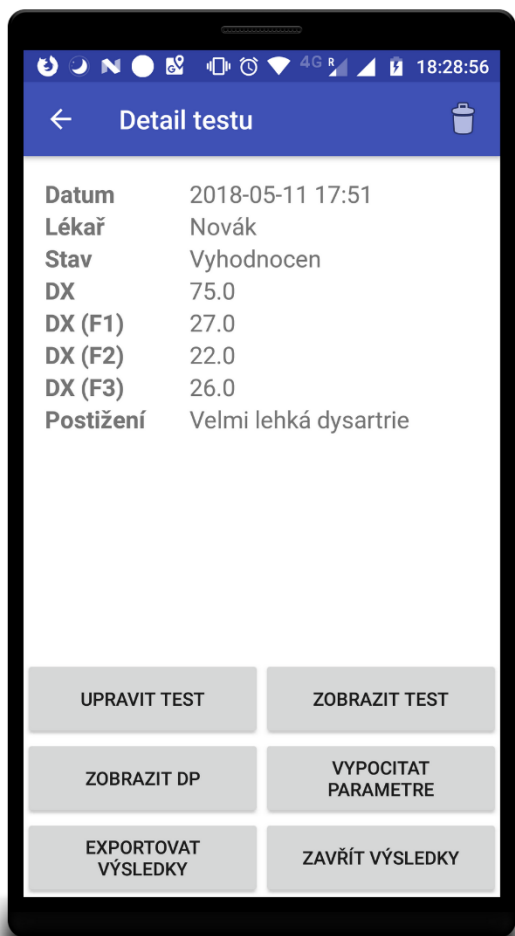 4G R 18:28:56
Detail testu
Datum 2018-05-11 17:51
Lékař Novák
Stav Vyhodnocen
DX 75.0
DX (F1) 27.0
DX (F2) 22.0
DX (F3) 26.0
Postižení Velmi lehká dysartrie
UPRAVIT TEST ZOBRAZIT TEST
ZOBRAZIT DP VYPOCITAT
PARAMETRE
EXPORTOVAT
VÝSLEDKY ZAVŘÍT VÝSLEDKY